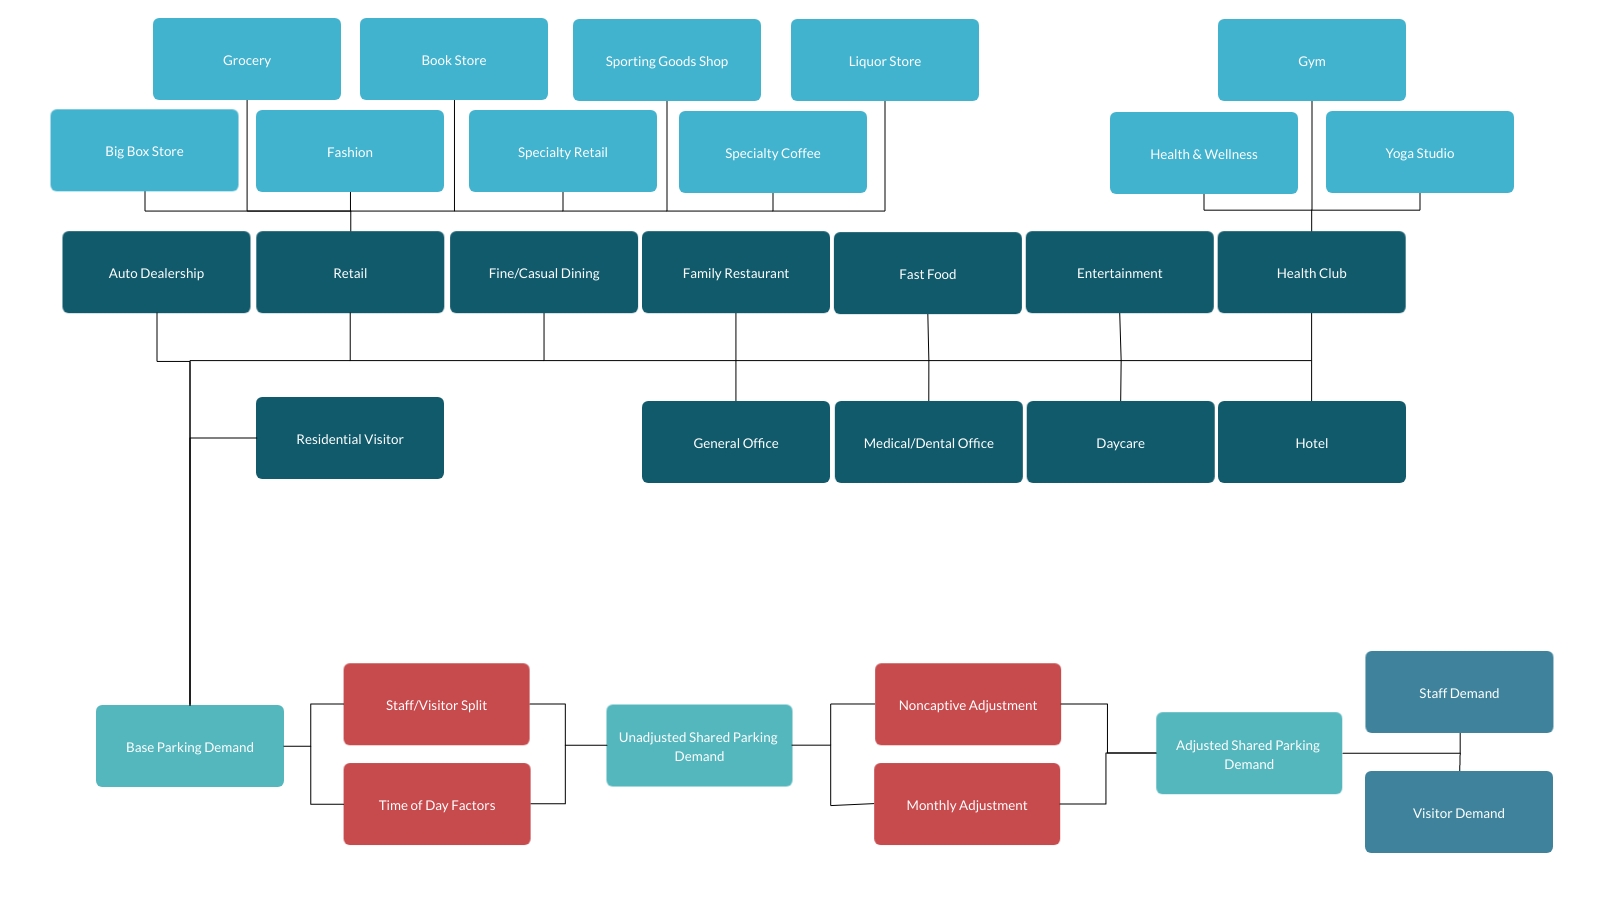 Grocery
Book Store
Sporting Goods Shop
Liquor Store
Gym
Big Box Store
Fashion
Specialty Retail
Specialty Coffee
Health & Wellness
Yoga Studio
Auto Dealership
Retail
Fine/Casual Dining
Family Restaurant
Fast Food
Entertainment
Health Club
Residential Visitor
General Office
Medical/Dental Office
Daycare
Hotel
Base Parking Demand
Staff/Visitor Split
Time of Day Factors
Unadjusted Shared Parking
Demand
Noncaptive Adjustment
Monthly Adjustment
Adjusted Shared Parking
Demand
Staff Demand
Visitor Demand